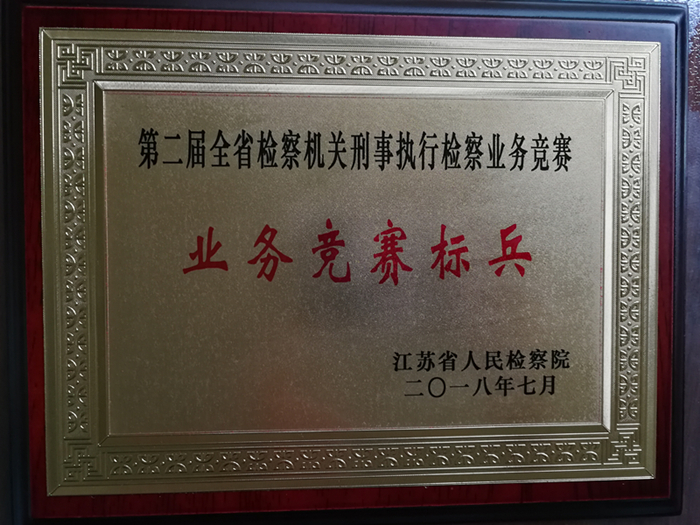 第二届全省检察机关刑事执行检察业务竞赛
业务竞赛标兵
江苏省人民检察院
二〇一八年七月